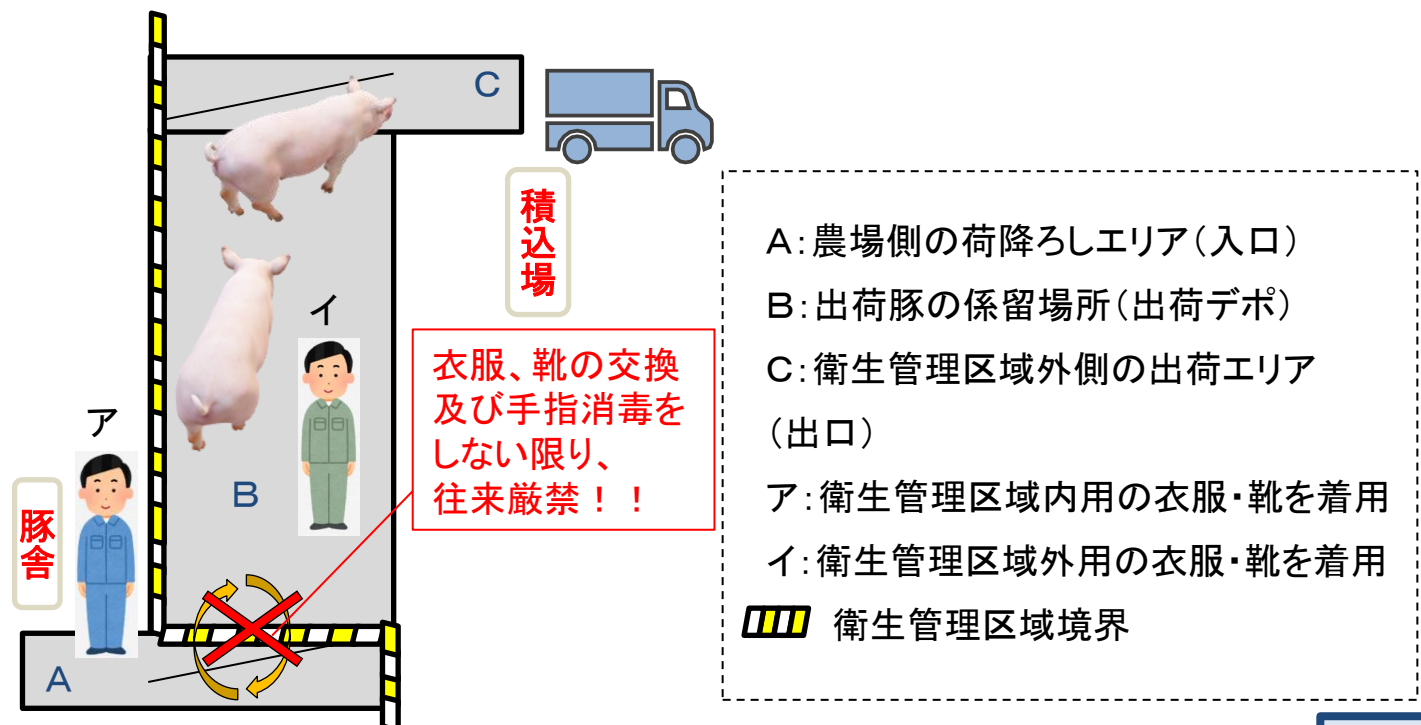 C
積込場
イ
衣服、靴の交換
及び手指消毒を
しない限り、
往来厳禁!!
ア
B
豚舎
A
A:農場側の荷降ろしエリア(入口)
B:出荷豚の係留場所(出荷デポ)
C:衛生管理区域外側の出荷エリア
(出口)
ア:衛生管理区域内用の衣服・靴を着用
イ:衛生管理区域外用の衣服・靴を着用
衛生管理区域境界